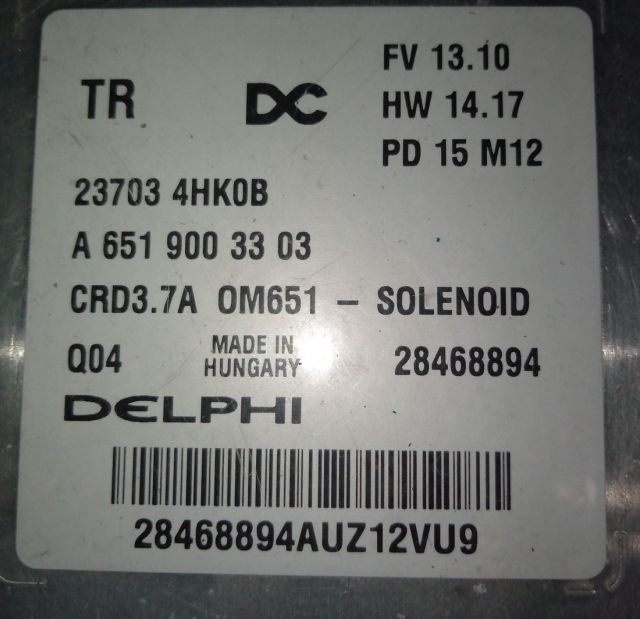 TR DC FV 13.10
HW 14.17
PD 15 M12
23703 4HK0B
A 651 900 33 03
CRD3.7A OM651 – SOLENOID
Q04 MADE IN HUNGARY 28468894
DELPHI
28468894AUZ12VU9